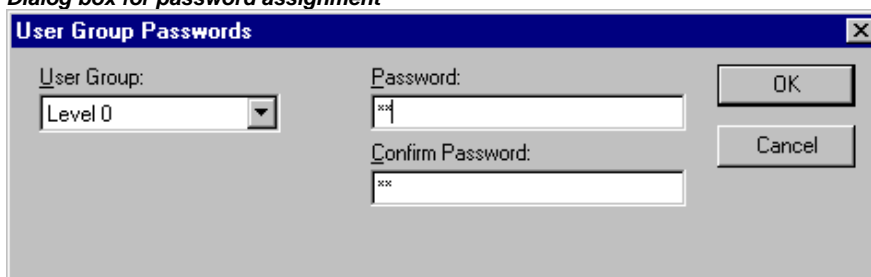 Dialog box for password assignment
User Group Passwords
User Group:
Password:
OK
Level 0
**
Confirm Password:
Cancel
**